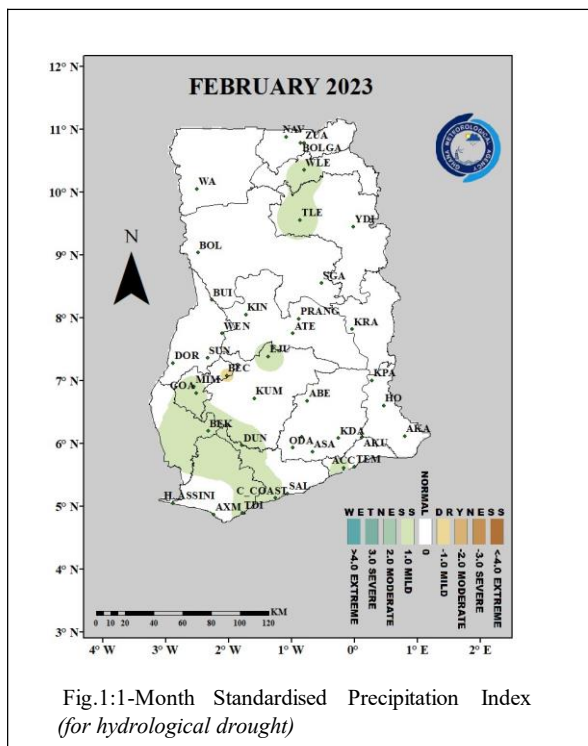 FEBRUARY 2023
12° N
11° N
10° N
9° N
8° N
7° N
6° N
5° N
4° N
3° N
4° W
3° W
2° W
1° W
0°
1° E
2° E
N
GHANA METEOROLOGICAL AGENCY
NAV
ZUA
BOLGA
WLE
WA
TLE
YDI
BOL
SGA
BUI
KIN
PRANG
WEN
ATE
KRA
SUN
EJU
DOR
BEC
KPA
GOA
MIM
KUM
ABE
HO
BEK
DUN
ODA
ASA
KDA
AKU
AKA
ACC
TEM
H_ASSINI
C_COAST
SAL
AXM
TDI
WETNESS
NORMAL
DRYNESS
>4.0 EXTREME
3.0 SEVERE
2.0 MODERATE
1.0 MILD
0
-1.0 MILD
-2.0 MODERATE
-3.0 SEVERE
<-4.0 EXTREME
KM
0 10 20 40 60 80 100 120
Fig.1:1-Month Standardised Precipitation Index
(for hydrological drought)